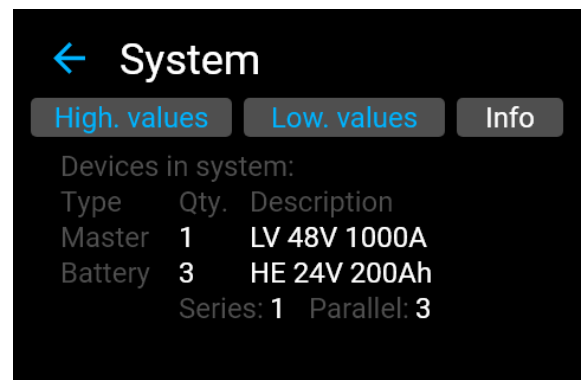 System
High. values Low. values Info
Devices in system:
Type Qty. Description
Master 1 LV 48V 1000A
Battery 3 HE 24V 200Ah
Series: 1 Parallel: 3